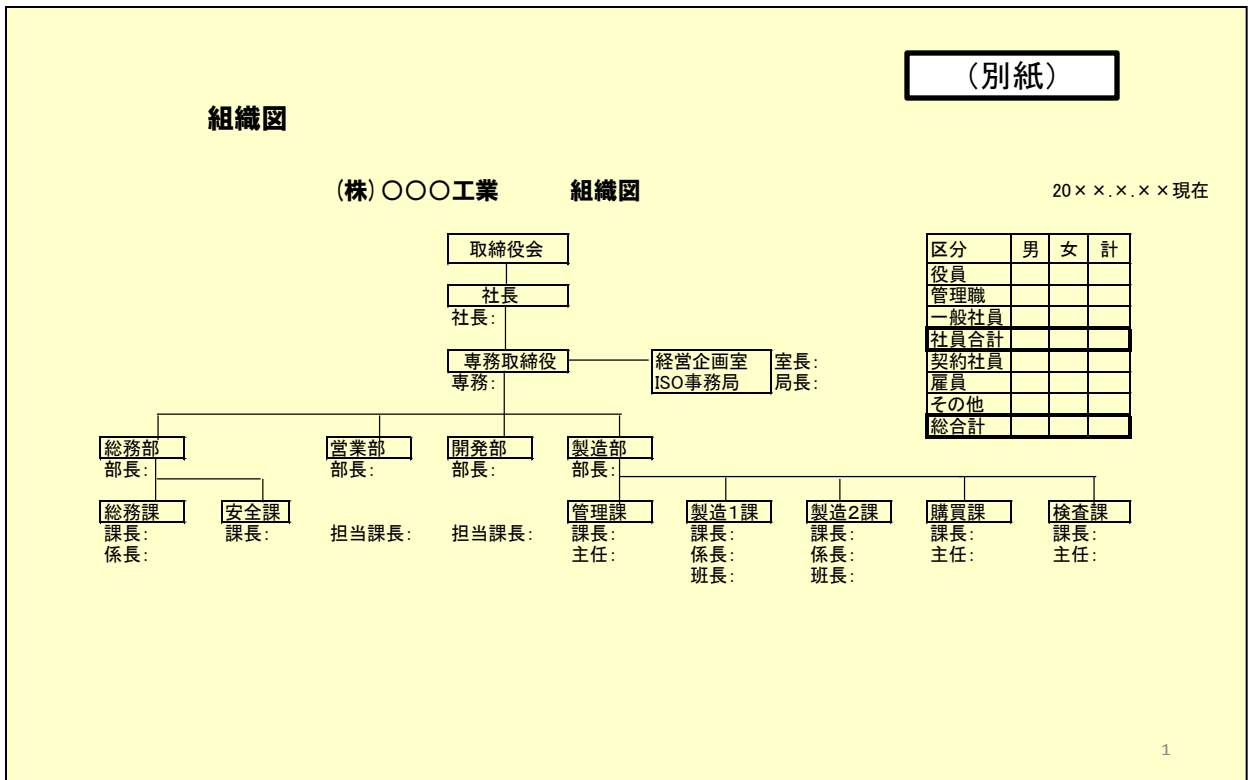 (別紙)
組織図
(株)○○○工業 組織図
20××.×.××現在
取締役会
社長
社長:
専務取締役
専務:
経営企画室 室長:
ISO事務局 局長:
区分 男 女 計
役員
管理職
一般社員
社員合計
契約社員
雇員
その他
総合計
総務部 営業部 開発部 製造部
部長: 部長: 部長: 部長:
総務課 安全課 管理課 製造1課 製造2課 購買課 検査課
課長: 課長: 担当課長: 担当課長: 課長: 課長: 課長: 課長: 課長:
係長: 主任: 係長: 係長: 主任: 主任:
班長: 班長:
1